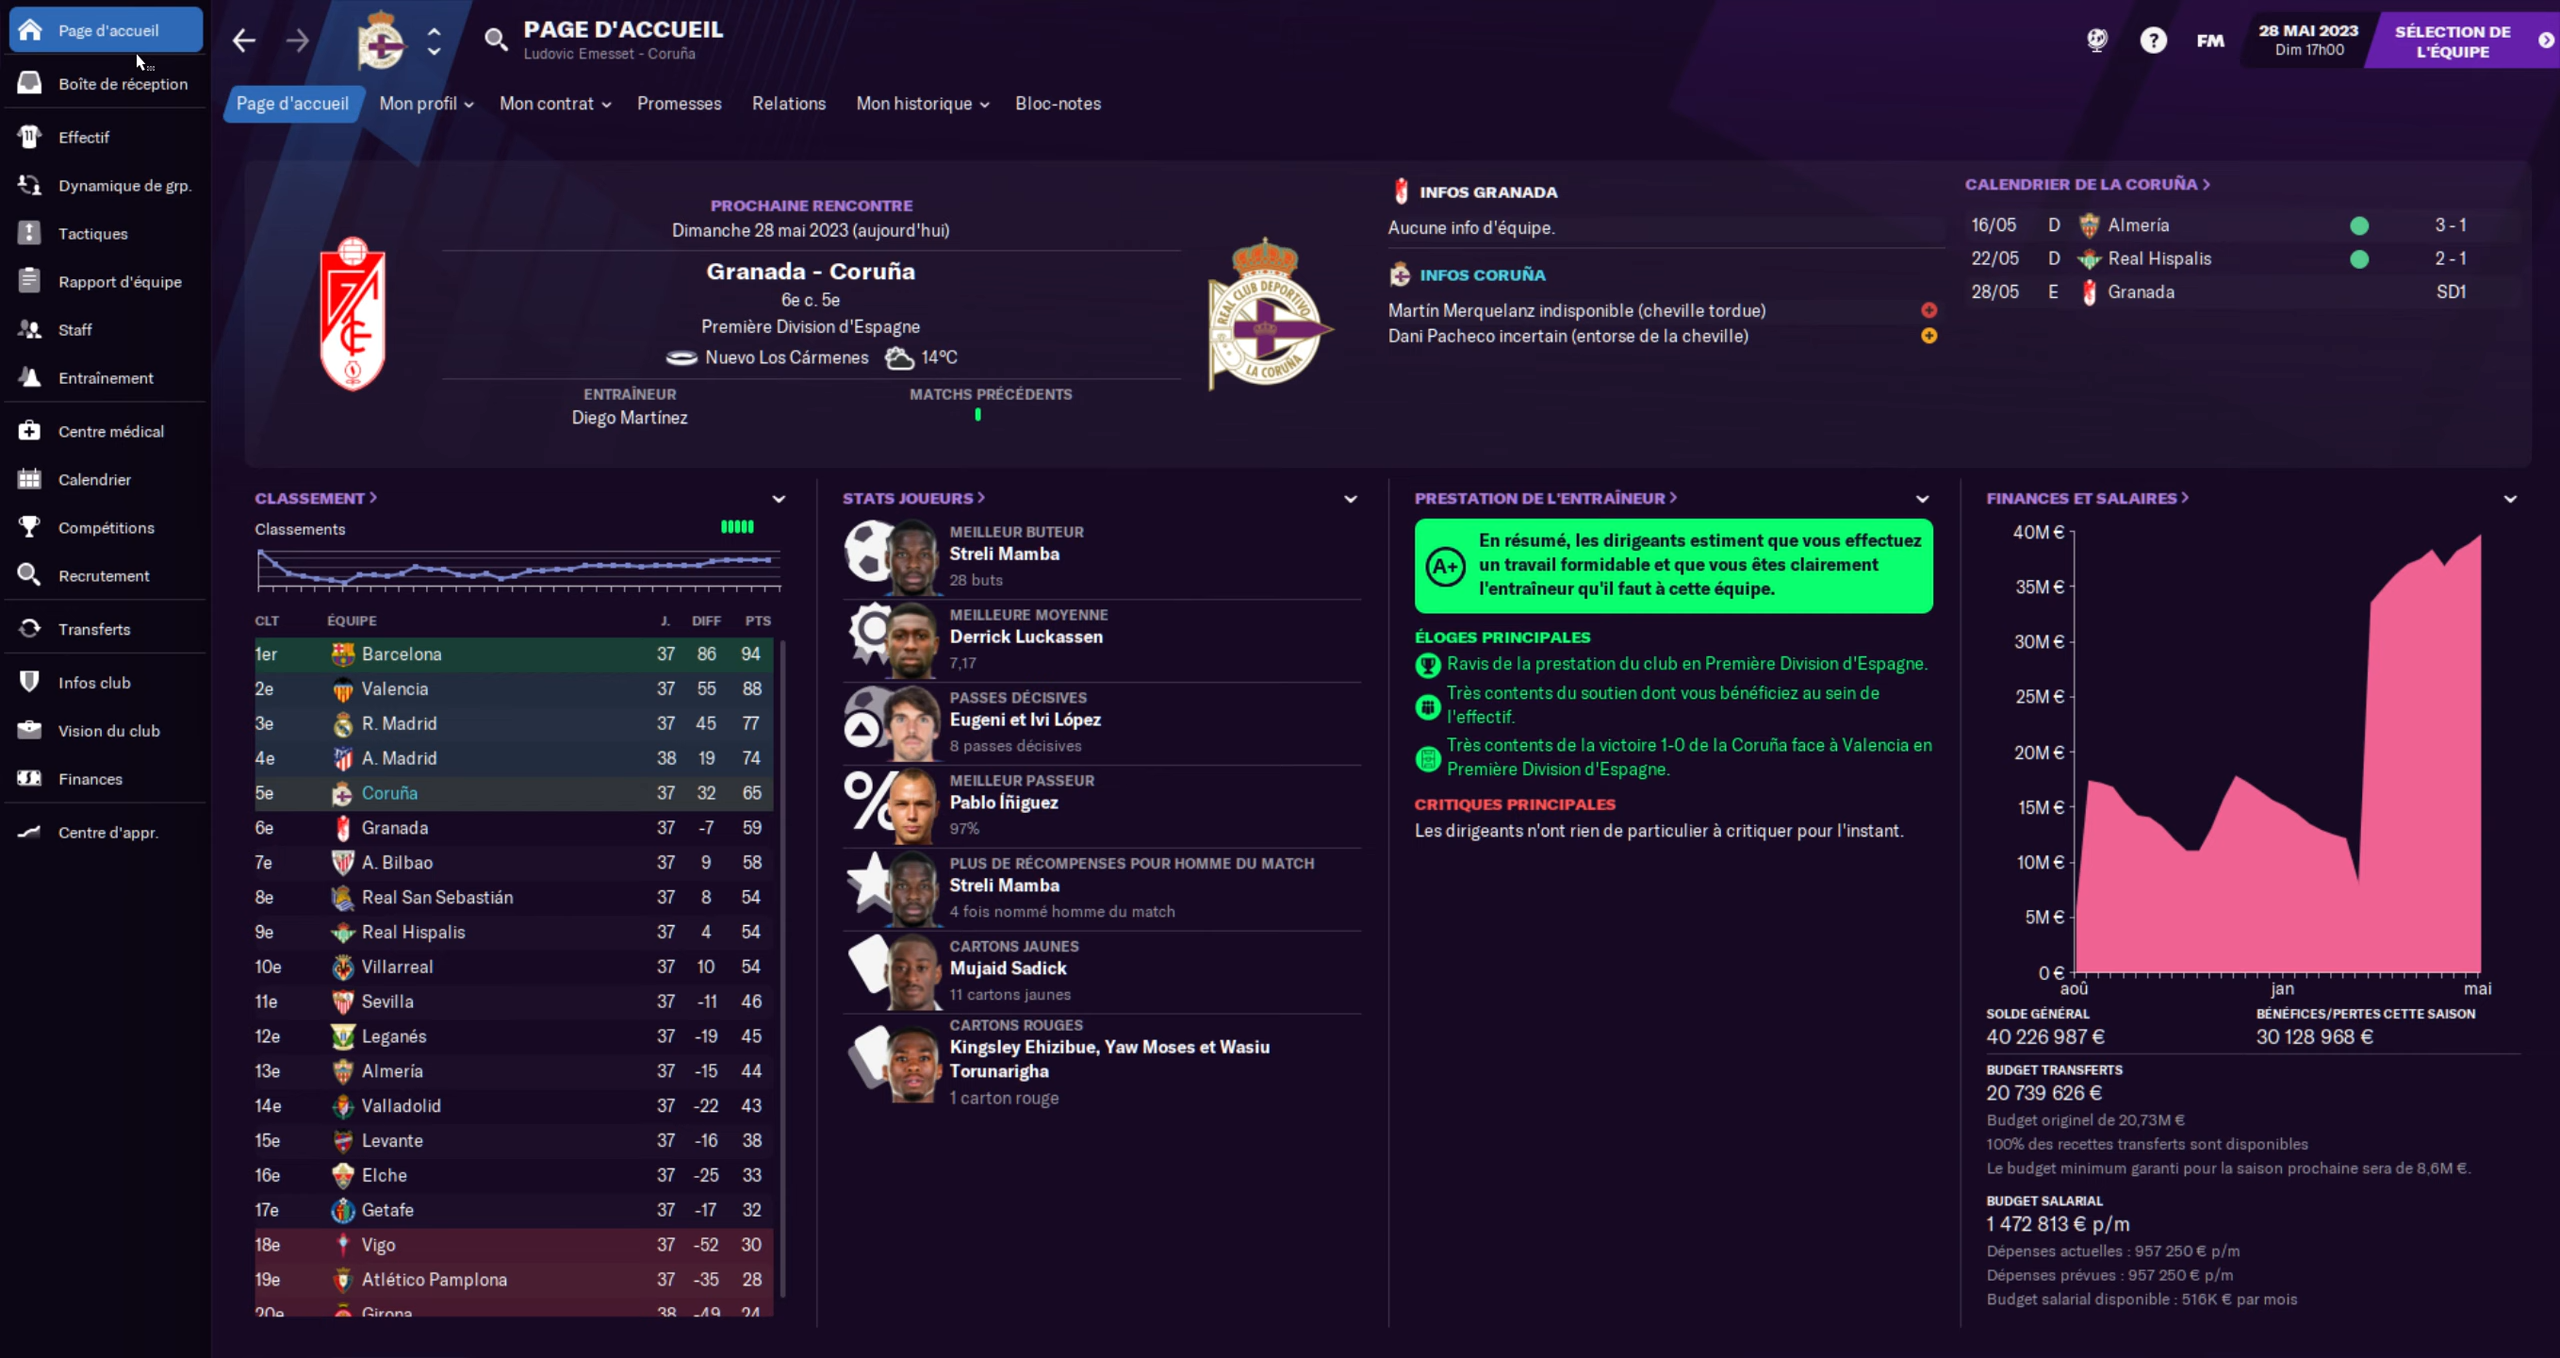 Page d'accueil
Boîte de réception
Effectif
Dynamique de grp.
Tactiques
Rapport d'équipe
Staff
Entraînement
Centre médical
Calendrier
Compétitions
Recrutement
Transferts
Infos club
Vision du club
Finances
Centre d'appr.
PAGE D'ACCUEIL
Ludovic Emesset - Coruña
FM
28 MAI 2023
Dim 17h00
SÉLECTION DE
L'ÉQUIPE
Page d'accueil Mon profil Mon contrat Promesses Relations Mon historique Bloc-notes
PROCHAINE RENCONTRE
Dimanche 28 mai 2023 (aujourd'hui)
Granada - Coruña
6e c. 5e
Première Division d'Espagne
Nuevo Los Cármenes 14°C
ENTRAÎNEUR MATCHS PRÉCÉDENTS
Diego Martínez
REAL CLUB DEPORTIVO
LA CORUÑA
INFOS GRANADA
Aucune info d'équipe.
INFOS CORUÑA
Martín Merquelanz indisponible (cheville tordue)
Dani Pacheco incertain (entorse de la cheville)
CALENDRIER DE LA CORUÑA >
16/05 D Almería 3 - 1
22/05 D Real Hispalis 2 - 1
28/05 E Granada SD1
CLASSEMENT >
Classements
CLT ÉQUIPE J. DIFF PTS
1er Barcelona 37 86 94
2e Valencia 37 55 88
3e R. Madrid 37 45 77
4e A. Madrid 38 19 74
5e Coruña 37 32 65
6e Granada 37 -7 59
7e A. Bilbao 37 9 58
8e Real San Sebastián 37 8 54
9e Real Hispalis 37 4 54
10e Villarreal 37 10 54
11e Sevilla 37 -11 46
12e Leganés 37 -19 45
13e Almería 37 -15 44
14e Valladolid 37 -22 43
15e Levante 37 -16 38
16e Elche 37 -25 33
17e Getafe 37 -17 32
18e Vigo 37 -52 30
19e Atlético Pamplona 37 -35 28
20e Girona 38 -49 24
STATS JOUEURS >
MEILLEUR BUTEUR
Streli Mamba
28 buts
MEILLEURE MOYENNE
Derrick Luckassen
7,17
PASSES DÉCISIVES
Eugeni et Ivi López
8 passes décisives
MEILLEUR PASSEUR
Pablo Íñiguez
97%
PLUS DE RÉCOMPENSES POUR HOMME DU MATCH
Streli Mamba
4 fois nommé homme du match
CARTONS JAUNES
Mujaid Sadick
11 cartons jaunes
CARTONS ROUGES
Kingsley Ehizibue, Yaw Moses et Wasiu
Torunarigha
1 carton rouge
PRESTATION DE L'ENTRAÎNEUR >
A+
En résumé, les dirigeants estiment que vous effectuez
un travail formidable et que vous êtes clairement
l'entraîneur qu'il faut à cette équipe.
ÉLOGES PRINCIPALES
Ravis de la prestation du club en Première Division d'Espagne.
Très contents du soutien dont vous bénéficiez au sein de
l'effectif.
Très contents de la victoire 1-0 de la Coruña face à Valencia en
Première Division d'Espagne.
CRITIQUES PRINCIPALES
Les dirigeants n'ont rien de particulier à critiquer pour l'instant.
FINANCES ET SALAIRES >
40M €
35M €
30M €
25M €
20M €
15M €
10M €
5M €
0 €
aoû jan mai
SOLDE GÉNÉRAL BÉNÉFICES/PERTES CETTE SAISON
40 226 987 € 30 128 968 €
BUDGET TRANSFERTS
20 739 626 €
Budget originel de 20,73M €
100% des recettes transferts sont disponibles
Le budget minimum garanti pour la saison prochaine sera de 8,6M €.
BUDGET SALARIAL
1 472 813 € p/m
Dépenses actuelles : 957 250 € p/m
Dépenses prévues : 957 250 € p/m
Budget salarial disponible : 516K € par mois